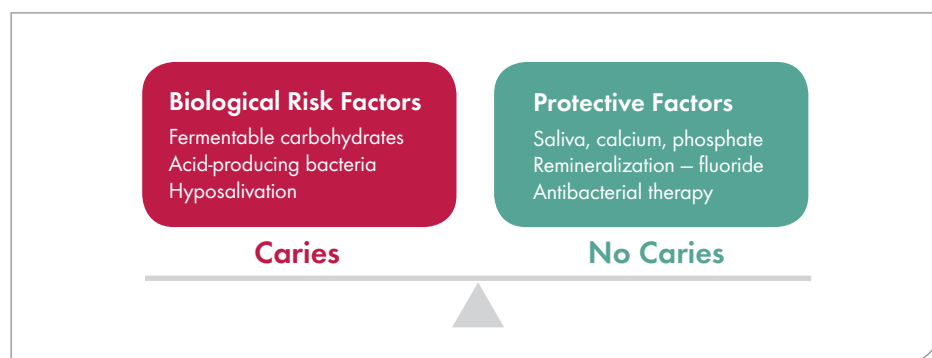 Biological Risk Factors
Fermentable carbohydrates
Acid-producing bacteria
Hyposalivation
Protective Factors
Saliva, calcium, phosphate
Remineralization – fluoride
Antibacterial therapy
Caries
No Caries